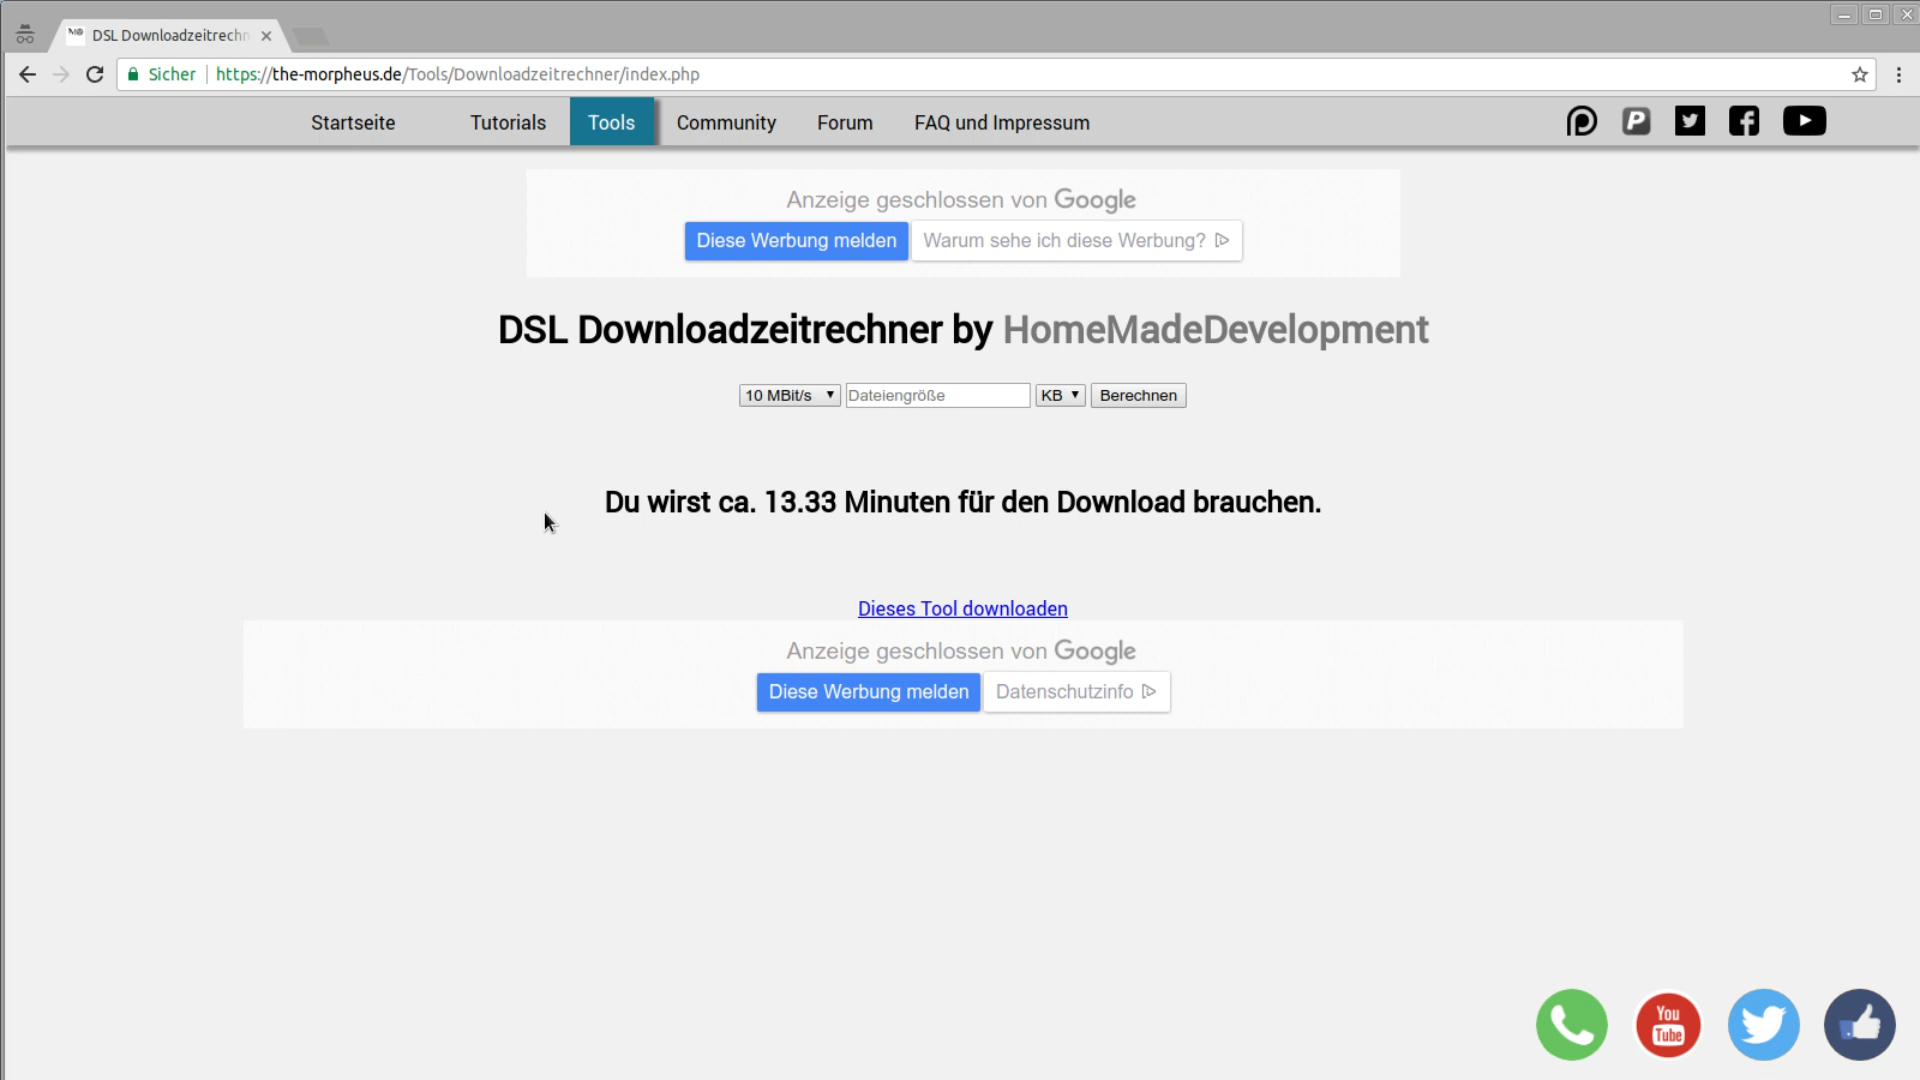 DSL Downloadzeitrechn
Sicher https://the-morpheus.de/Tools/Downloadzeitrechner/index.php
Startseite Tutorials Tools Community Forum FAQ und Impressum
Anzeige geschlossen von Google
Diese Werbung melden Warum sehe ich diese Werbung?
DSL Downloadzeitrechner by HomeMadeDevelopment
10 MBit/s Dateiengröße KB Berechnen
Du wirst ca. 13.33 Minuten für den Download brauchen.
Dieses Tool downloaden
Anzeige geschlossen von Google
Diese Werbung melden Datenschutzinfo
You
Tube